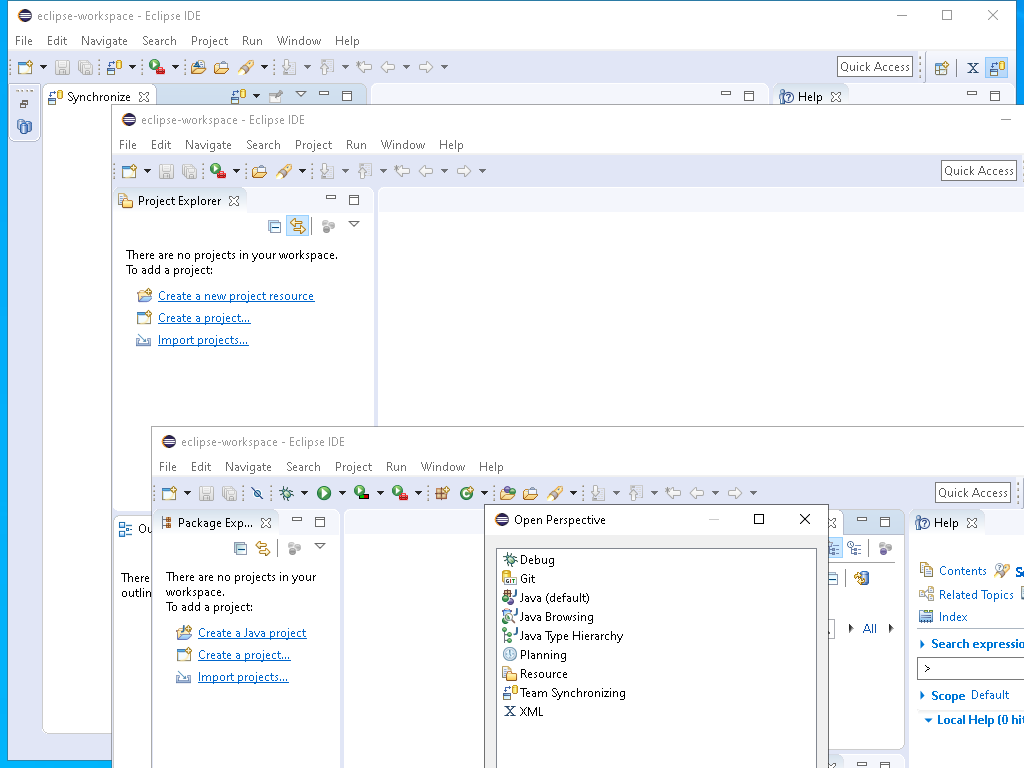 eclipse-workspace - Eclipse IDE
File Edit Navigate Search Project Run Window Help
Quick Access
Synchronize
Help
eclipse-workspace - Eclipse IDE
File Edit Navigate Search Project Run Window Help
Quick Access
Project Explorer
There are no projects in your workspace.
To add a project:
Create a new project resource
Create a project...
Import projects...
eclipse-workspace - Eclipse IDE
File Edit Navigate Search Project Run Window Help
Quick Access
Ou
There
outlin
Package Exp...
There are no projects in your
workspace.
To add a project:
Create a Java project
Create a project...
Import projects...
Open Perspective
Debug
Git
Java (default)
Java Browsing
Java Type Hierarchy
Planning
Resource
Team Synchronizing
XML
All
Help
Contents
Related Topics
Index
Search expressio
>
Scope Default
Local Help (0 hit